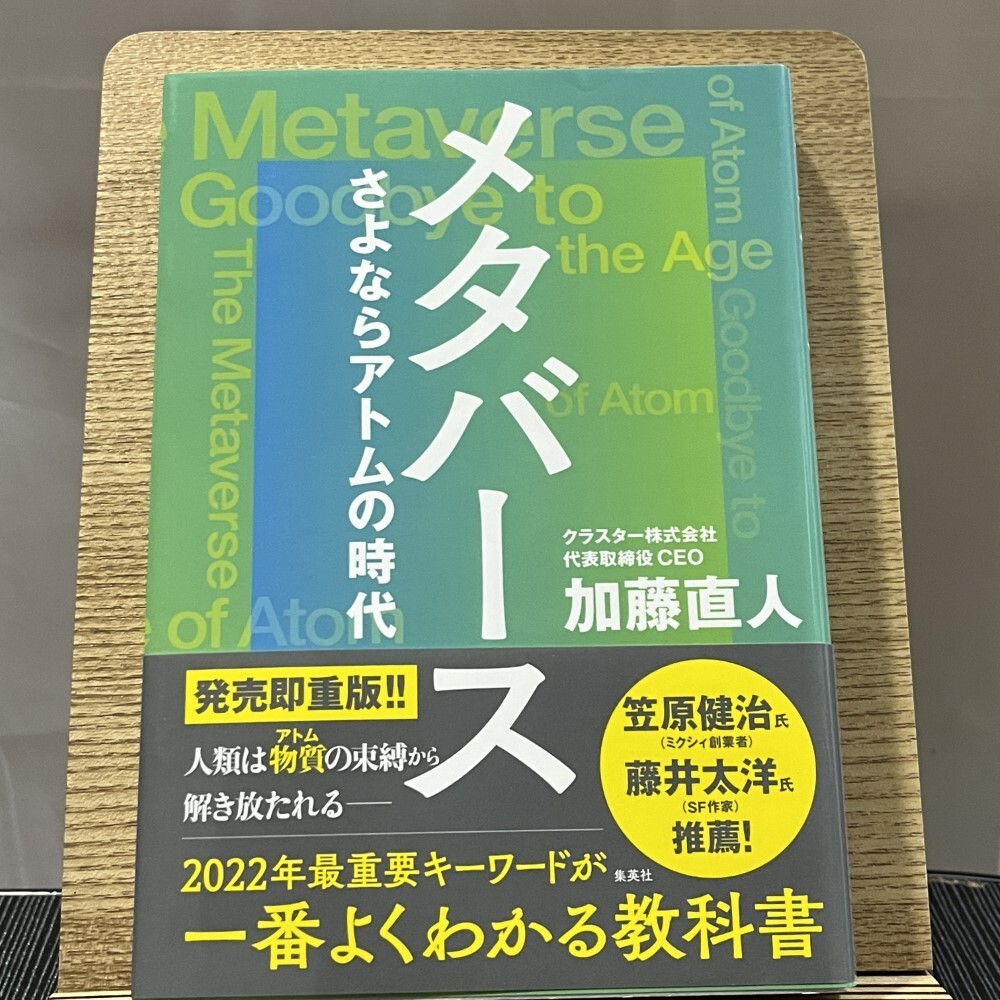 Metaverse
Goodbye to
the Age
of Atom
of Atom
Goodbye to
The Metaverse
e of Atom
メタバース
さよならアトムの時代
クラスター株式会社
代表取締役 CEO
加藤直人
発売即重版!!
アトム
人類は物質の束縛から
解き放たれる——
笠原健治氏
(ミクシィ創業者)
藤井太洋氏
(SF作家)
推薦!
2022年最重要キーワードが
集英社
一番よくわかる教科書